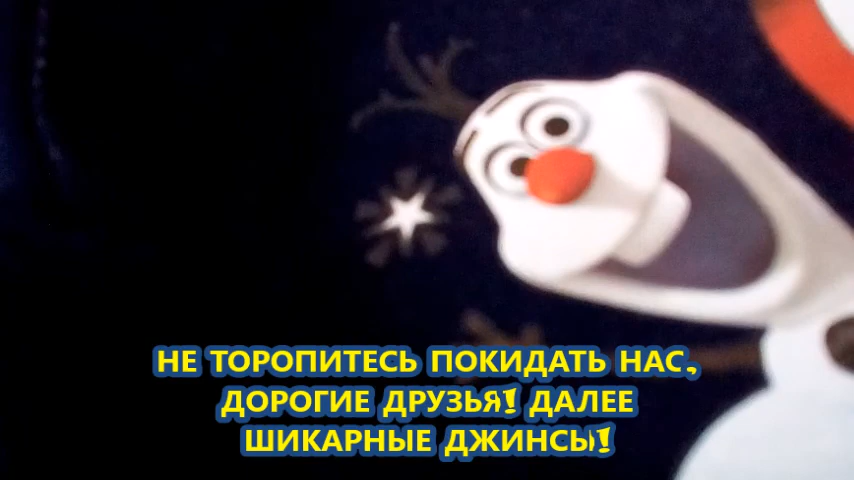 НЕ ТОРОПИТЕСЬ ПОКИДАТЬ НАС,
ДОРОГИЕ ДРУЗЬЯ! ДАЛЕЕ
ШИКАРНЫЕ ДЖИНСЫ!